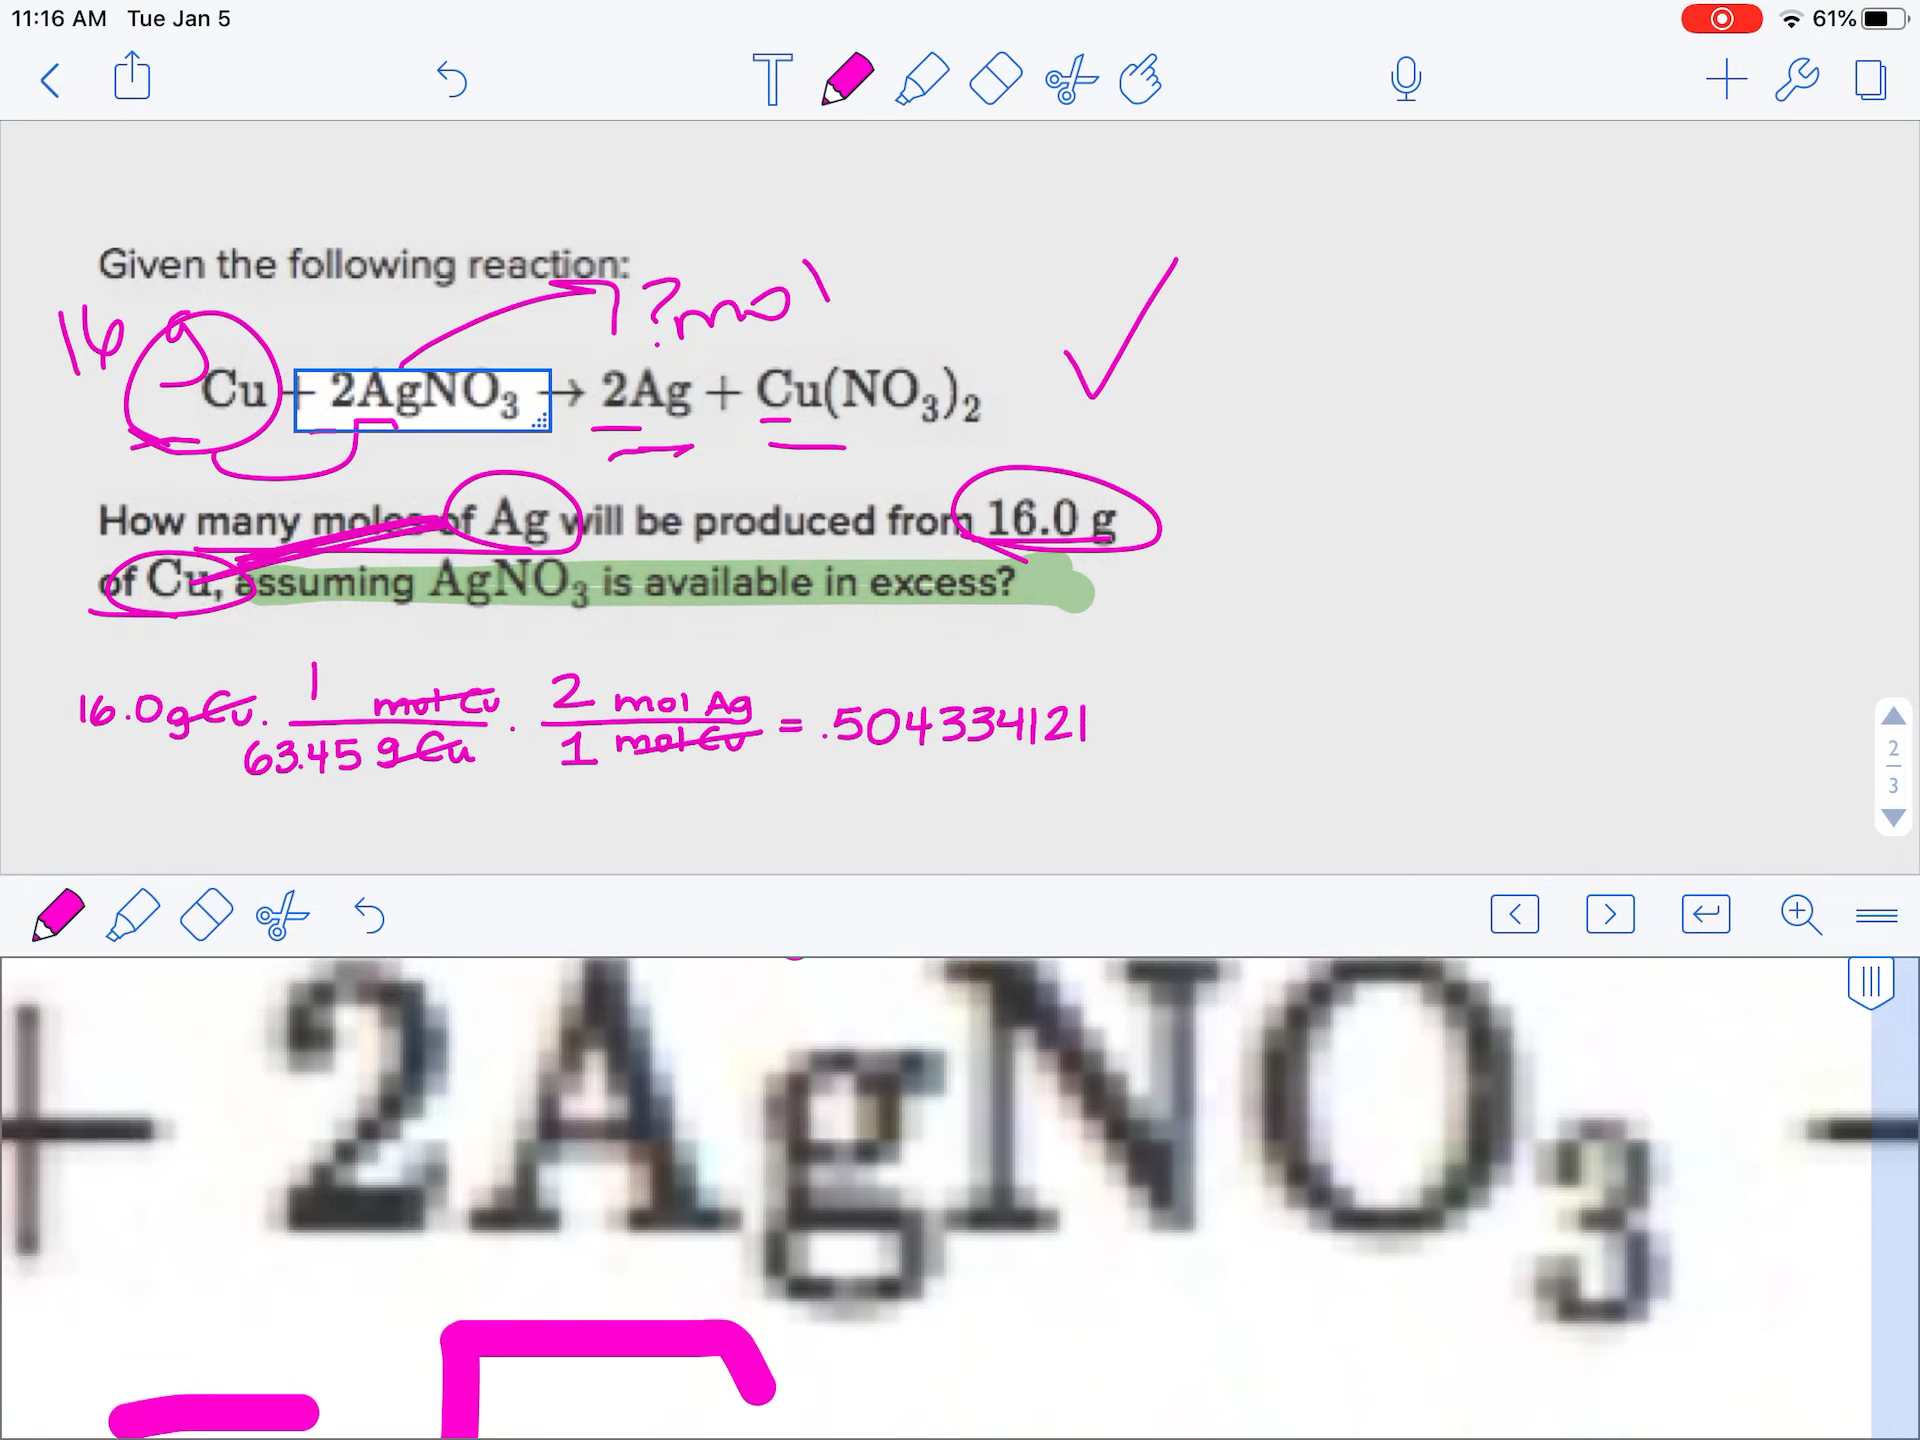 11:16 AM Tue Jan 5
61%
T
Given the following reaction:
16 g
? mol
Cu + 2AgNO₃ → 2Ag + Cu(NO₃)₂
How many moles of Ag will be produced from 16.0 g
of Cu, assuming AgNO₃ is available in excess?
16.0g Cu · 1 mol Cu / 63.45 g Cu · 2 mol Ag / 1 mol Cu = .504334121
2
3
+ 2AgNO₃